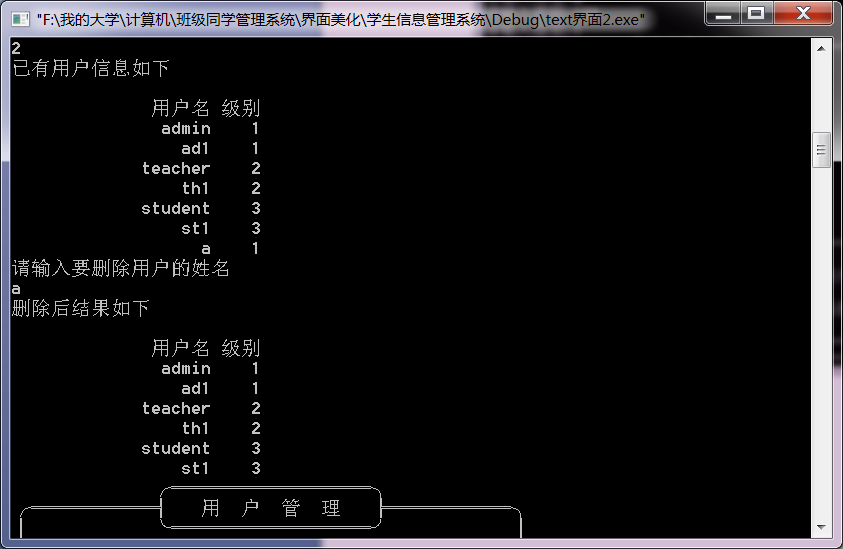 "F:\我的大学\计算机\班级同学管理系统\界面美化\学生信息管理系统\Debug\text界面2.exe"
2
已有用户信息如下
用户名 级别
admin 1
ad1 1
teacher 2
th1 2
student 3
st1 3
a 1
请输入要删除用户的姓名
a
删除后结果如下
用户名 级别
admin 1
ad1 1
teacher 2
th1 2
student 3
st1 3
用 户 管 理